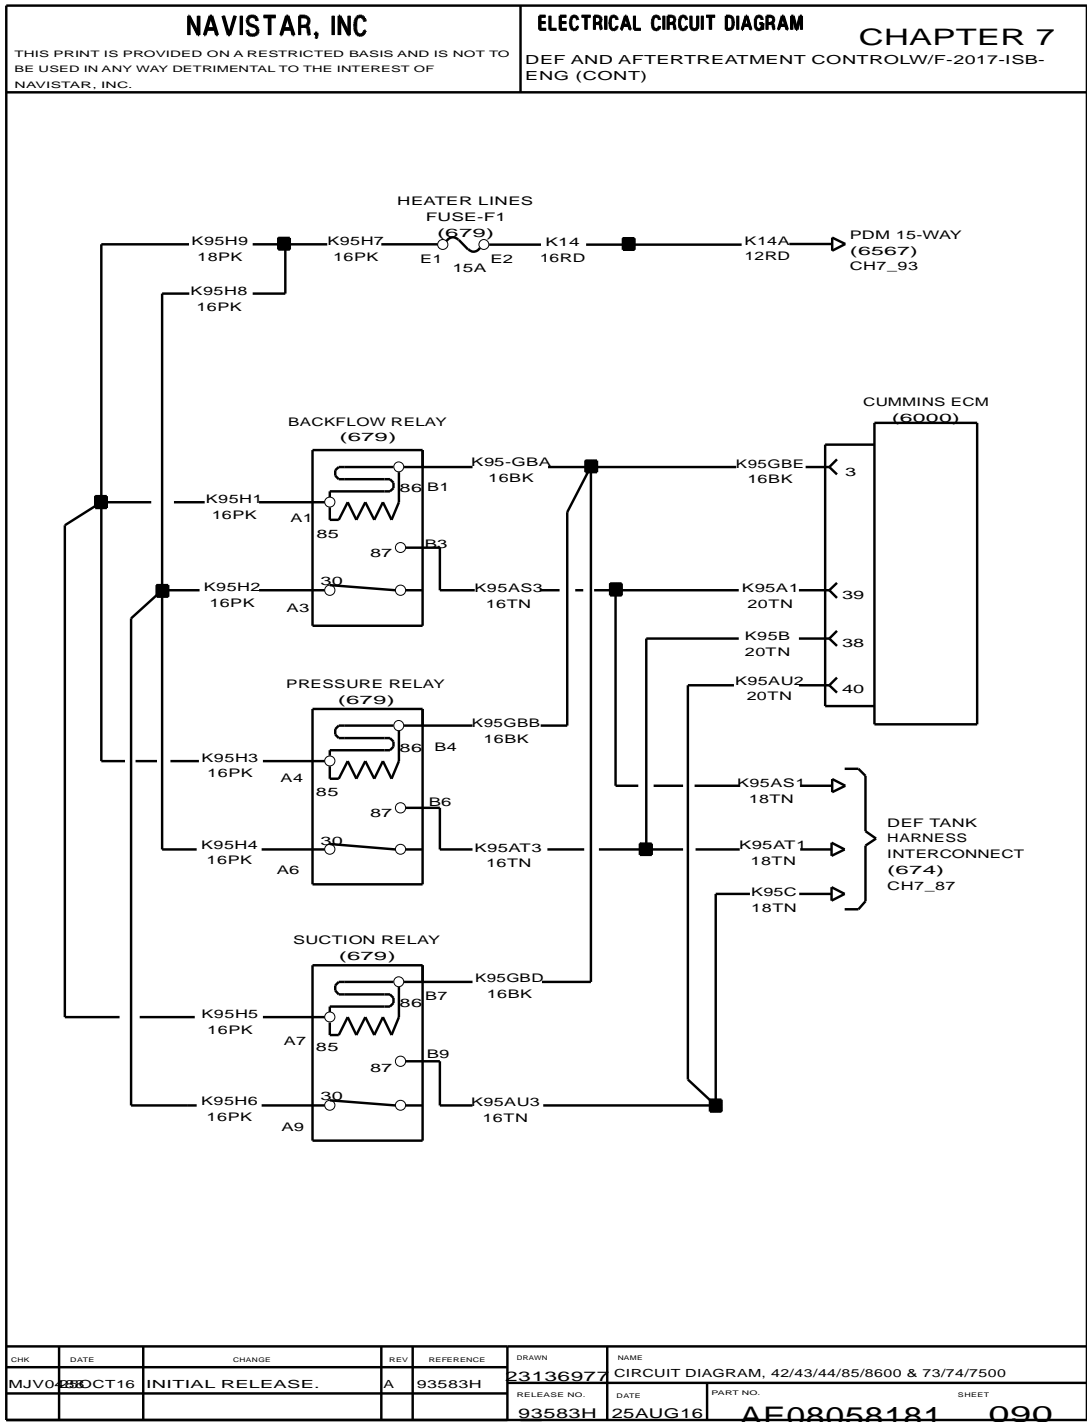 NAVISTAR, INC
THIS PRINT IS PROVIDED ON A RESTRICTED BASIS AND IS NOT TO
BE USED IN ANY WAY DETRIMENTAL TO THE INTEREST OF
NAVISTAR, INC.
ELECTRICAL CIRCUIT DIAGRAM
CHAPTER 7
DEF AND AFTERTREATMENT CONTROLW/F-2017-ISB-
ENG (CONT)
HEATER LINES
FUSE-F1
(679)
K95H9
18PK
K95H7
16PK
E1
15A
E2
K14
16RD
K14A
12RD
PDM 15-WAY
(6567)
CH7_93
K95H8
16PK
CUMMINS ECM
(6000)
BACKFLOW RELAY
(679)
K95-GBA
16BK
K95GBE
16BK
3
86 B1
K95H1
16PK
A1
85
87
B3
K95H2
16PK
30
A3
K95AS3
16TN
K95A1
20TN
39
K95B
20TN
38
K95AU2
20TN
40
PRESSURE RELAY
(679)
K95GBB
16BK
86 B4
K95H3
16PK
A4
85
87
B6
K95H4
16PK
30
A6
K95AT3
16TN
K95AS1
18TN
K95AT1
18TN
K95C
18TN
DEF TANK
HARNESS
INTERCONNECT
(674)
CH7_87
SUCTION RELAY
(679)
K95GBD
16BK
86 B7
K95H5
16PK
A7
85
87
B9
K95H6
16PK
30
A9
K95AU3
16TN
CHK DATE CHANGE REV REFERENCE
INITIAL RELEASE. A 93583H
DRAWN
23136977
NAME
CIRCUIT DIAGRAM, 42/43/44/85/8600 & 73/74/7500
RELEASE NO.
93583H
DATE
25AUG16
PART NO.
AF08058181
SHEET
090